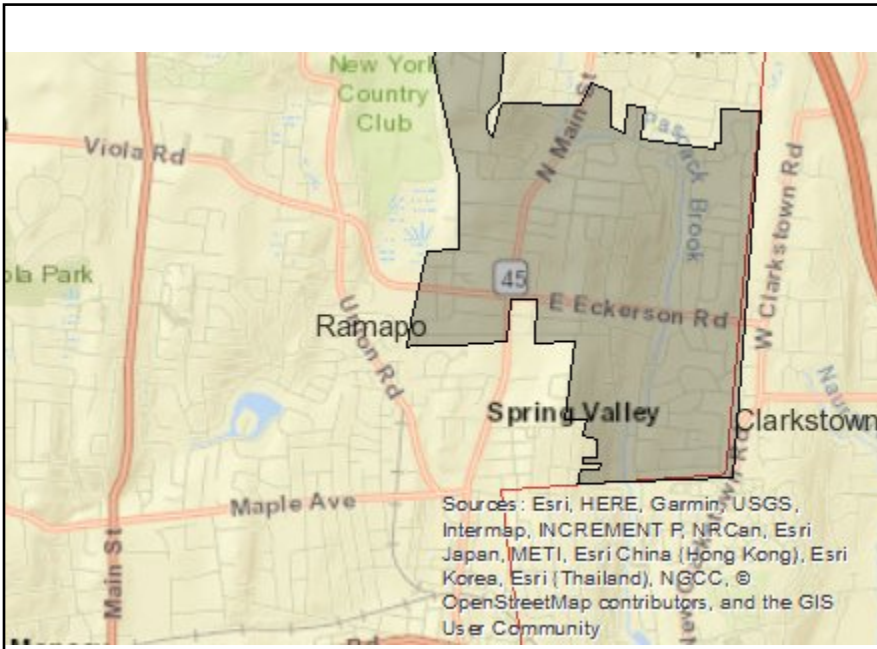 New York
Country
Club
N Main St
Pascack Brook
Viola Rd
W Clarkstown Rd
ola Park
45
E Eckerson Rd
Ramapo
Union Rd
Spring Valley
Clarkstown
Maple Ave
Main St
Sources: Esri, HERE, Garmin, USGS,
Intermap, INCREMENT P, NRCan, Esri
Japan, METI, Esri China (Hong Kong), Esri
Korea, Esri (Thailand), NGCC, ©
OpenStreetMap contributors, and the GIS
User Community
Rd